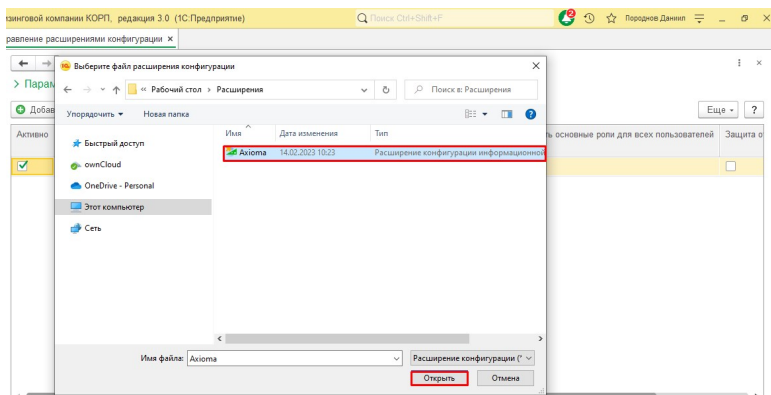 изинговой компании КОРП, редакция 3.0 (1С:Предприятие)
Поиск Ctrl+Shift+F
2
Породнов Даниил
равление расширениями конфигурации ×
Выберите файл расширения конфигурации
> Парам
« Рабочий стол > Расширения
Поиск в: Расширения
Добав
Упорядочить
Новая папка
Еще
?
Активно
Имя
Дата изменения
Тип
ь основные роли для всех пользователей
Защита о
Быстрый доступ
Axioma
14.02.2023 10:23
Расширение конфигурации информационной
ownCloud
OneDrive - Personal
Этот компьютер
Сеть
Имя файла:
Axioma
Расширение конфигурации (*
Открыть
Отмена